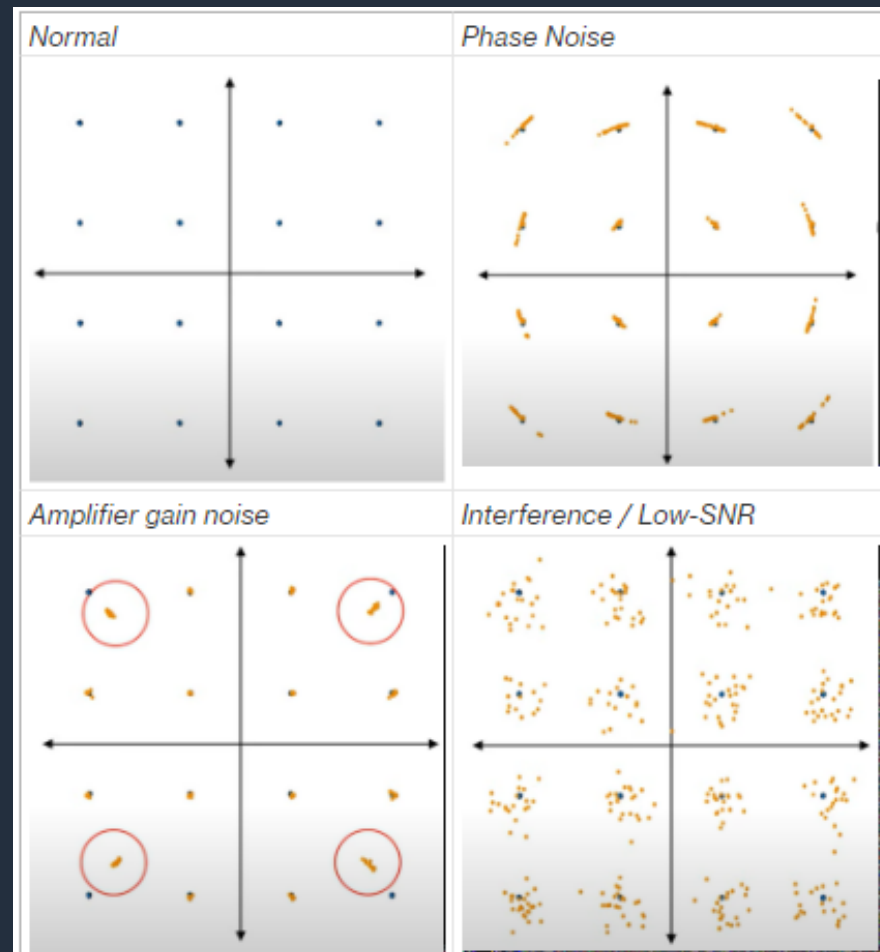 Normal
Phase Noise
Amplifier gain noise
Interference / Low-SNR